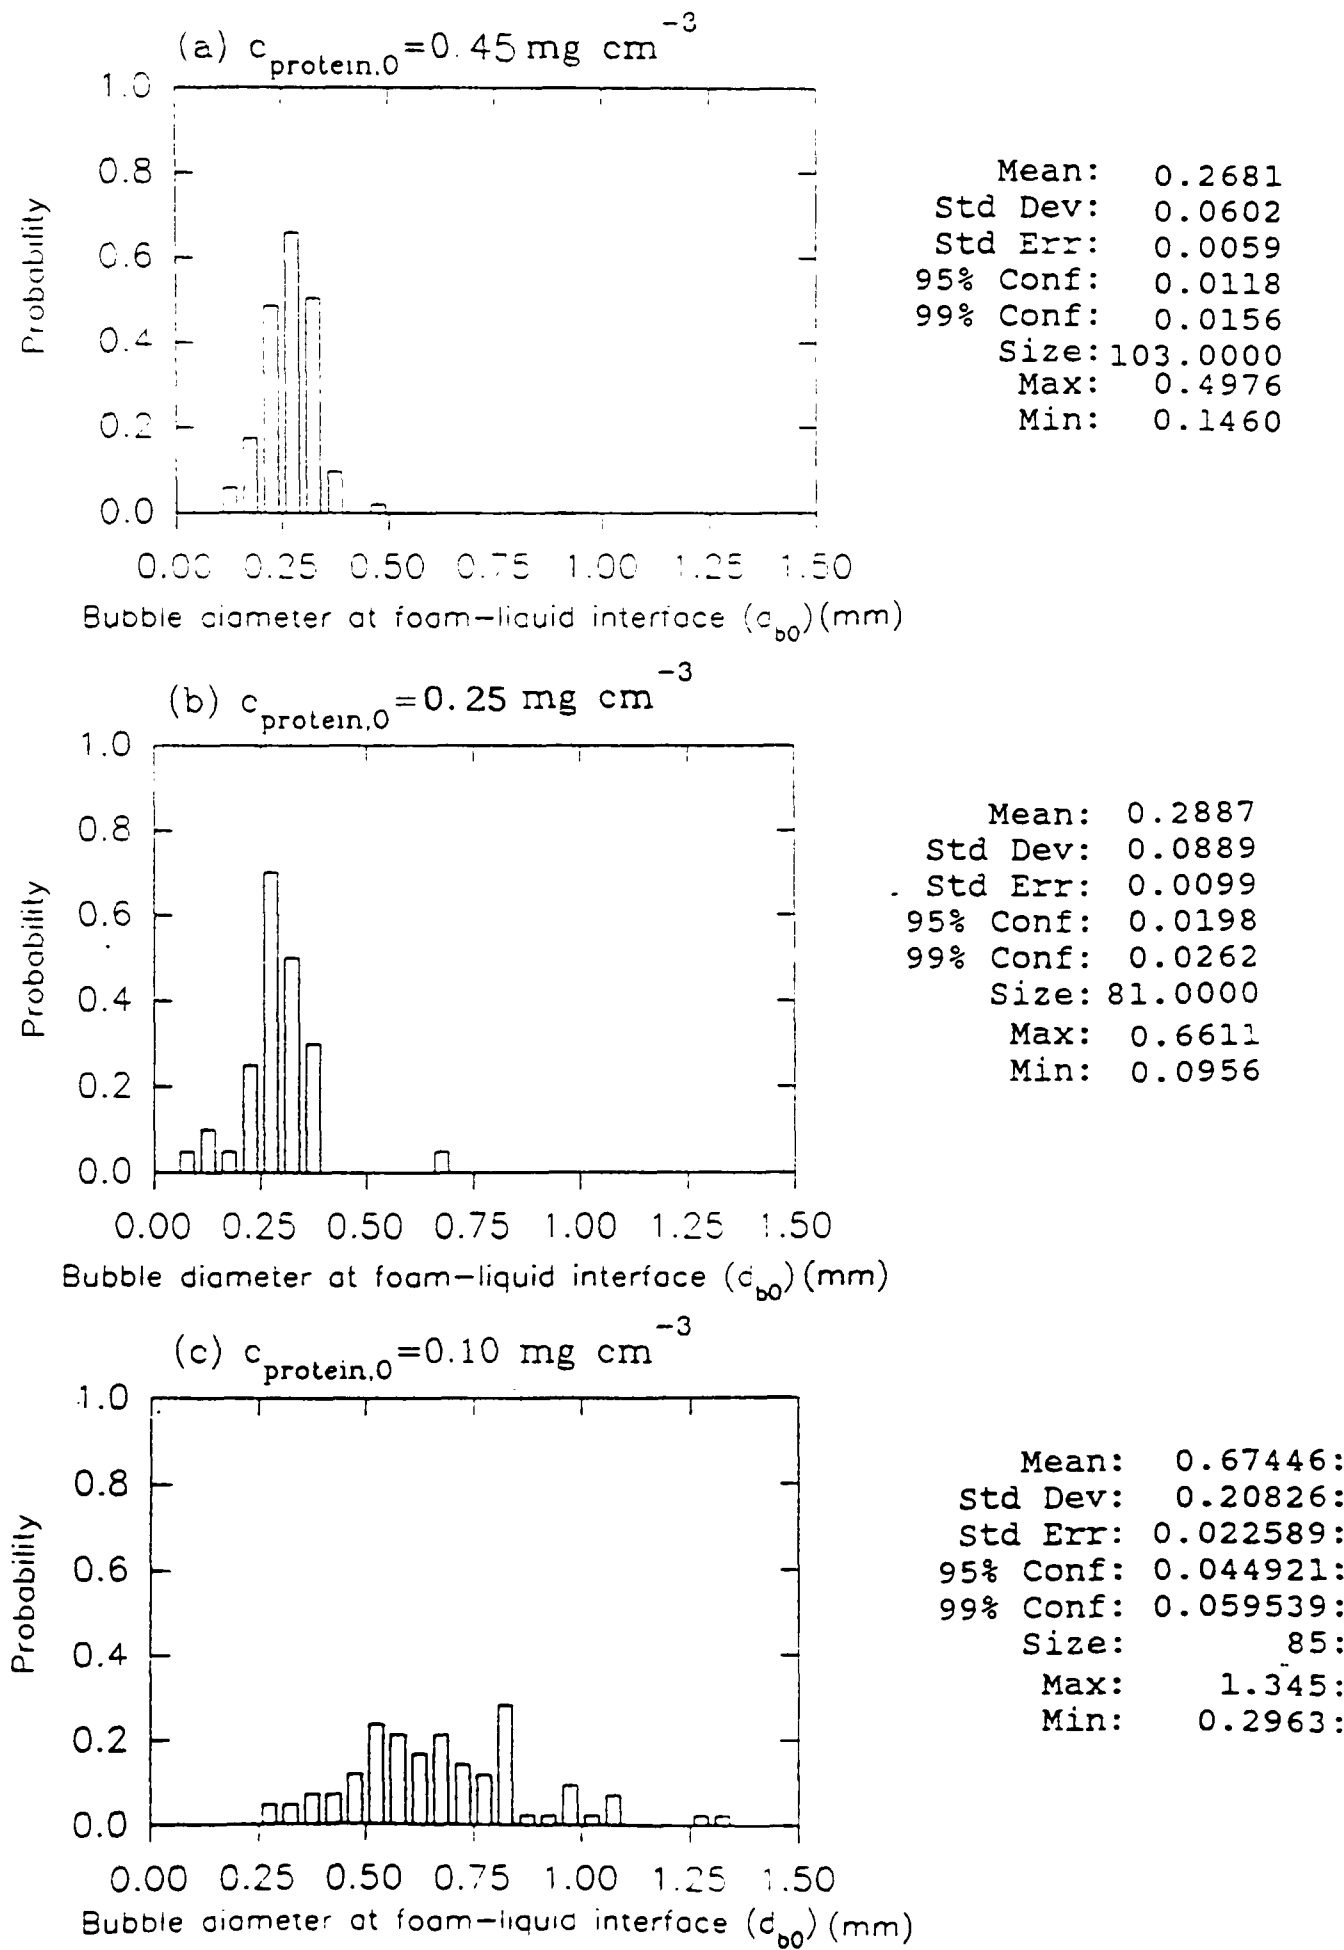 (a) c protein,0 =0.45 mg cm -3
1.0
0.8
0.6
0.4
0.2
0.0
Probability
0.00 0.25 0.50 0.75 1.00 1.25 1.50
Bubble diameter at foam-liquid interface (d b0) (mm)
Mean: 0.2681
Std Dev: 0.0602
Std Err: 0.0059
95% Conf: 0.0118
99% Conf: 0.0156
Size: 103.0000
Max: 0.4976
Min: 0.1460
(b) c protein,0 =0.25 mg cm -3
1.0
0.8
0.6
0.4
0.2
0.0
Probability
0.00 0.25 0.50 0.75 1.00 1.25 1.50
Bubble diameter at foam-liquid interface (d b0) (mm)
Mean: 0.2887
Std Dev: 0.0889
Std Err: 0.0099
95% Conf: 0.0198
99% Conf: 0.0262
Size: 81.0000
Max: 0.6611
Min: 0.0956
(c) c protein,0 =0.10 mg cm -3
1.0
0.8
0.6
0.4
0.2
0.0
Probability
0.00 0.25 0.50 0.75 1.00 1.25 1.50
Bubble diameter at foam-liquid interface (d b0) (mm)
Mean: 0.67446:
Std Dev: 0.20826:
Std Err: 0.022589:
95% Conf: 0.044921:
99% Conf: 0.059539:
Size: 85:
Max: 1.345:
Min: 0.2963: